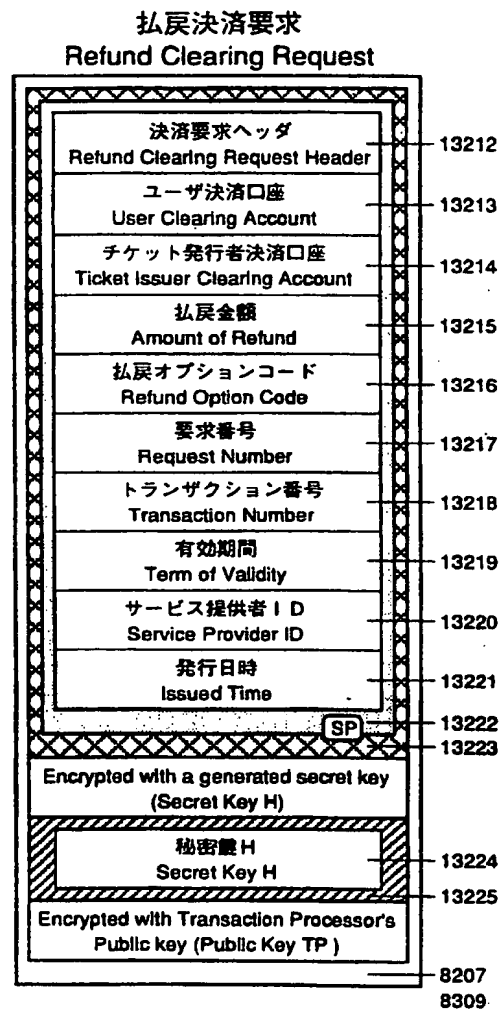 払戻決済要求
Refund Clearing Request
決済要求ヘッダ
Refund Clearing Request Header
13212
ユーザ決済口座
User Clearing Account
13213
チケット発行者決済口座
Ticket Issuer Clearing Account
13214
払戻金額
Amount of Refund
13215
払戻オプションコード
Refund Option Code
13216
要求番号
Request Number
13217
トランザクション番号
Transaction Number
13218
有効期間
Term of Validity
13219
サービス提供者ID
Service Provider ID
13220
発行日時
Issued Time
13221
SP
13222
13223
Encrypted with a generated secret key
(Secret Key H)
秘密鍵H
Secret Key H
13224
13225
Encrypted with Transaction Processor's
Public key (Public Key TP )
8207
8309